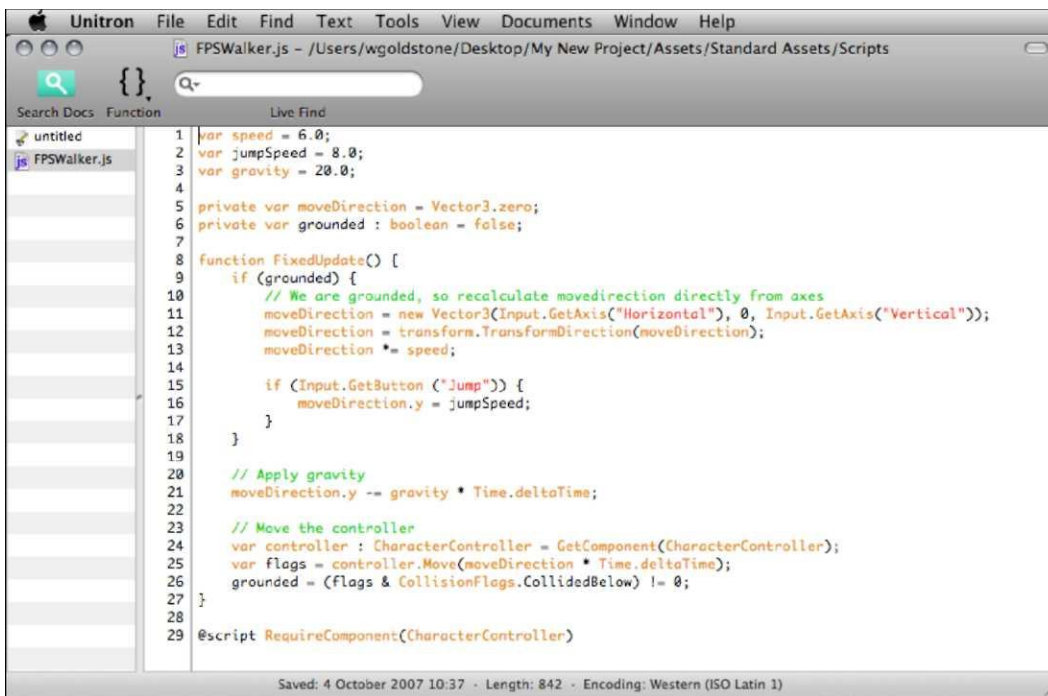 Unitron File Edit Find Text Tools View Documents Window Help
js FPSWalker.js - /Users/wgoldstone/Desktop/My New Project/Assets/Standard Assets/Scripts
{}
Search Docs Function Live Find
untitled
js FPSWalker.js
1 var speed = 6.0;
2 var jumpSpeed = 8.0;
3 var gravity = 20.0;
4
5 private var moveDirection = Vector3.zero;
6 private var grounded : boolean = false;
7
8 function FixedUpdate() {
9 if (grounded) {
10 // We are grounded, so recalculate movedirection directly from axes
11 moveDirection = new Vector3(Input.GetAxis("Horizontal"), 0, Input.GetAxis("Vertical"));
12 moveDirection = transform.TransformDirection(moveDirection);
13 moveDirection *= speed;
14
15 if (Input.GetButton ("Jump")) {
16 moveDirection.y = jumpSpeed;
17 }
18 }
19
20 // Apply gravity
21 moveDirection.y -= gravity * Time.deltaTime;
22
23 // Move the controller
24 var controller : CharacterController = GetComponent(CharacterController);
25 var flags = controller.Move(moveDirection * Time.deltaTime);
26 grounded = (flags & CollisionFlags.CollidedBelow) != 0;
27 }
28
29 @script RequireComponent(CharacterController)
Saved: 4 October 2007 10:37 - Length: 842 - Encoding: Western (ISO Latin 1)